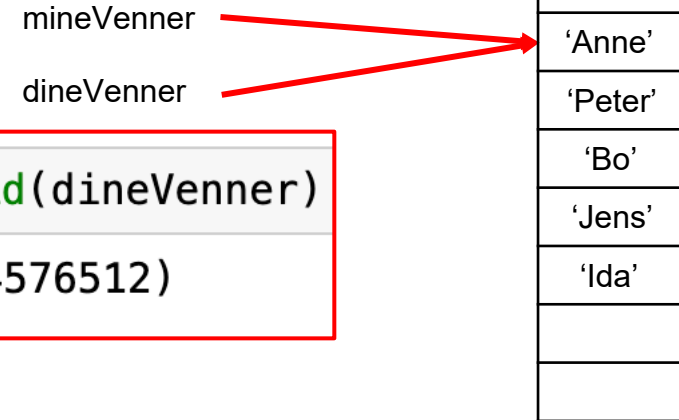 mineVenner
dineVenner
d(dineVenner)
576512)
‘Anne’
‘Peter’
‘Bo’
‘Jens’
‘Ida’